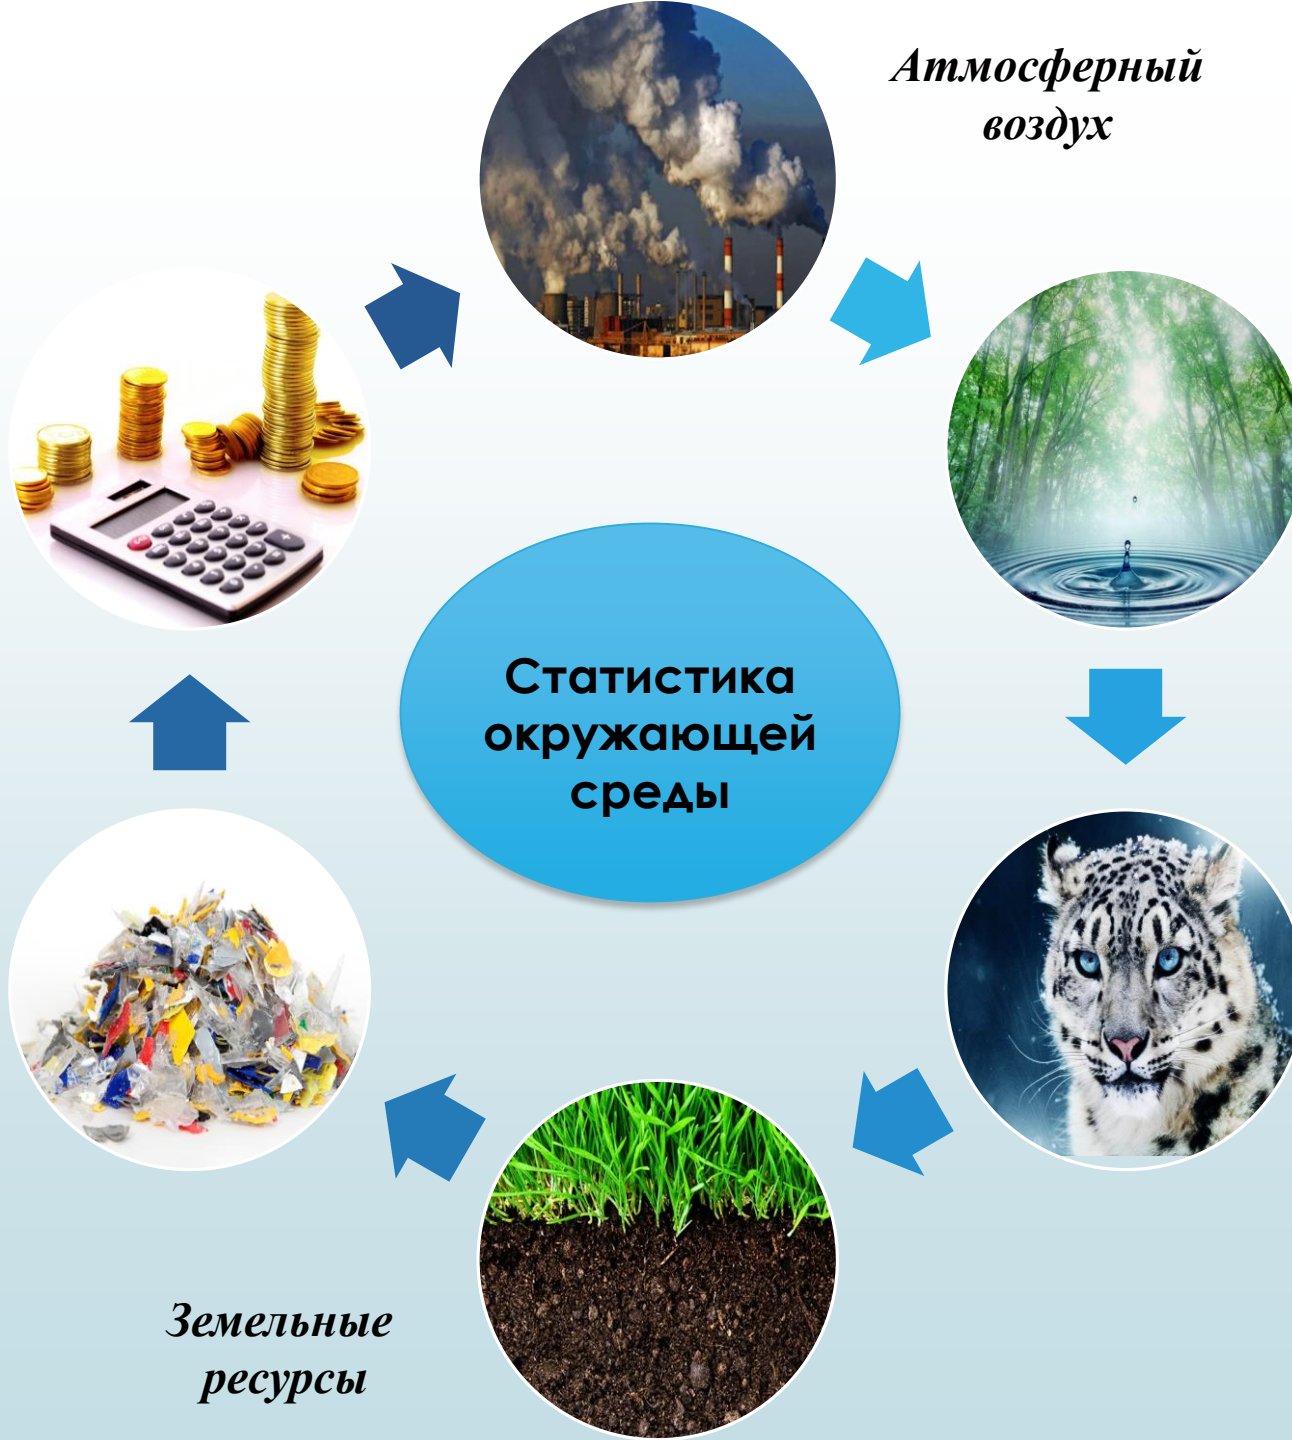 Атмосферный
воздух
Статистика
окружающей
среды
Земельные
ресурсы